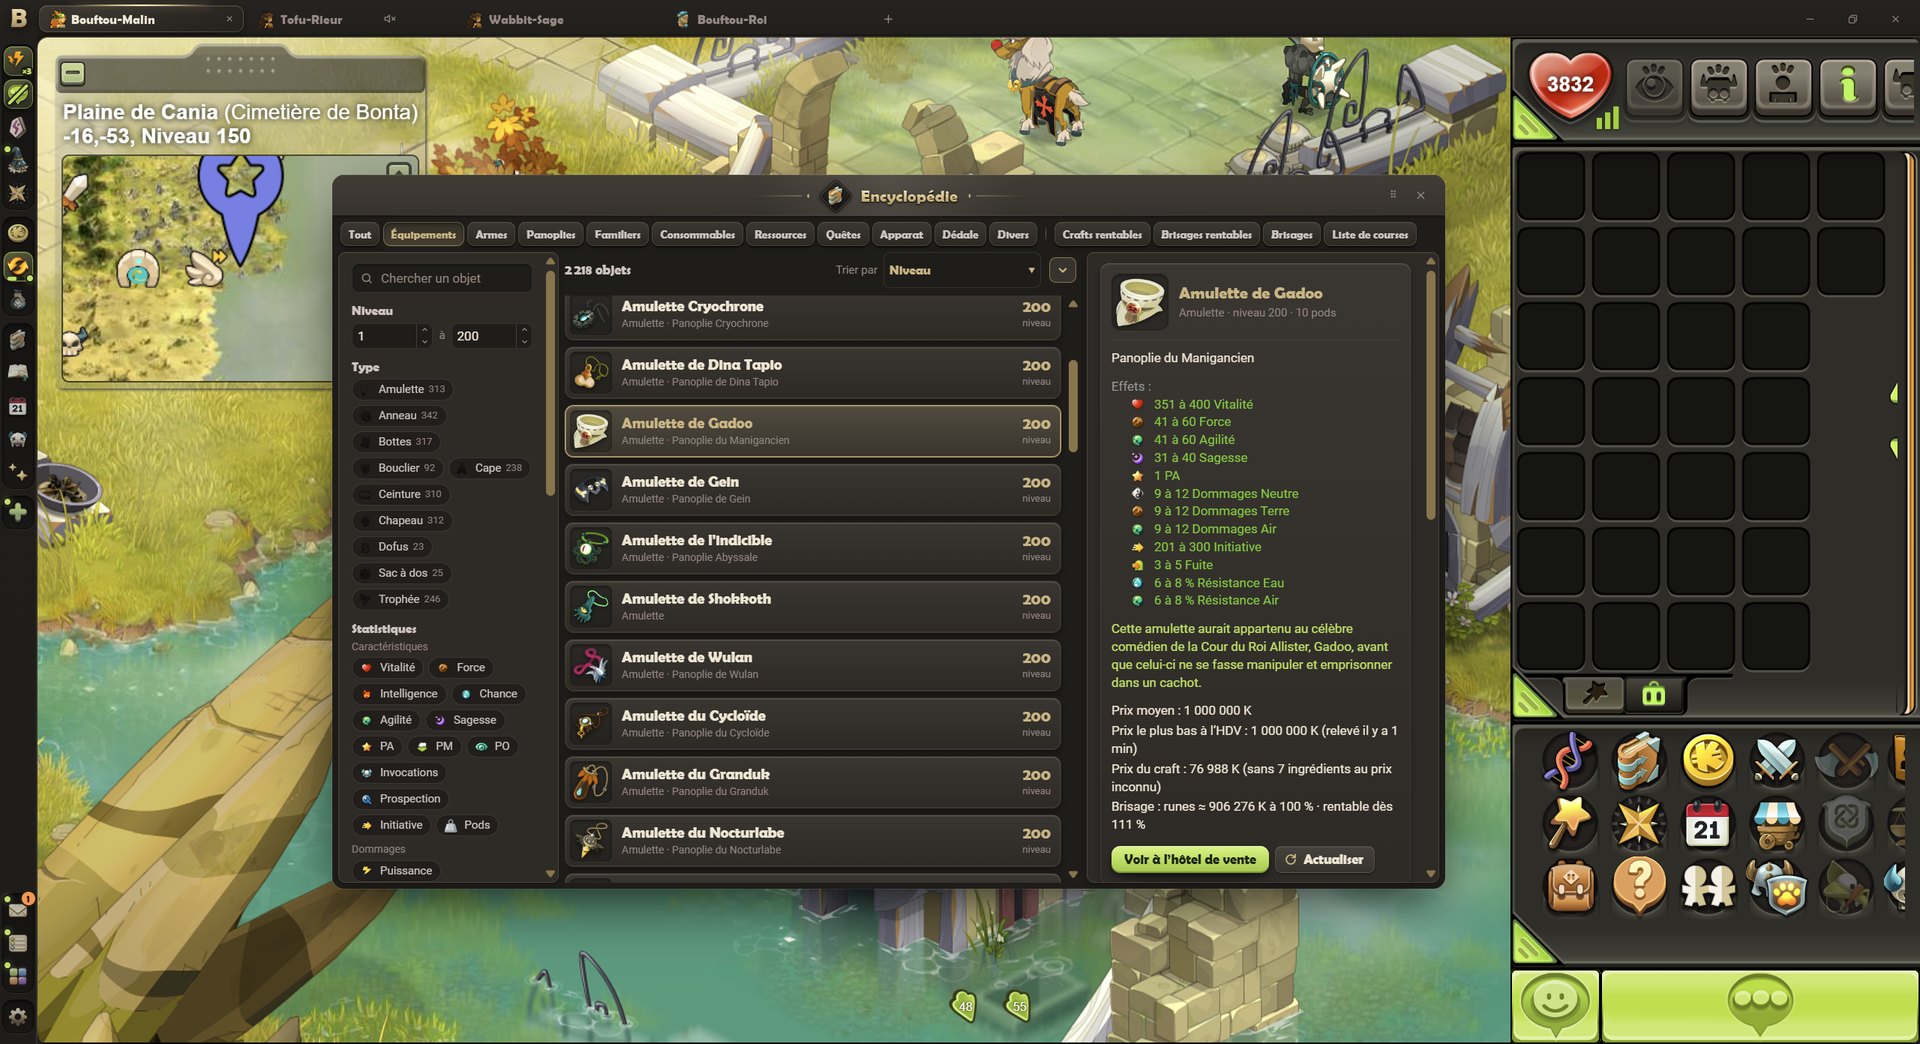 B
Bouftou-Malin
Tofu-Rieur
Wabbit-Sage
Bouftou-Roi
×3
21
1
Plaine de Cania (Cimetière de Bonta)
-16,-53, Niveau 150
3832
Encyclopédie
Tout
Équipements
Armes
Panoplies
Familiers
Consommables
Ressources
Quêtes
Apparat
Dédale
Divers
Crafts rentables
Brisages rentables
Brisages
Liste de courses
Chercher un objet
Niveau
1 à 200
Type
Amulette 313
Anneau 342
Bottes 317
Bouclier 92
Cape 238
Ceinture 310
Chapeau 312
Dofus 23
Sac à dos 25
Trophée 246
Statistiques
Caractéristiques
Vitalité
Force
Intelligence
Chance
Agilité
Sagesse
PA
PM
PO
Invocations
Prospection
Initiative
Pods
Dommages
Puissance
2 218 objets
Trier par
Niveau
Amulette Cryochrone
Amulette · Panoplie Cryochrone
200
niveau
Amulette de Dina Tapio
Amulette · Panoplie de Dina Tapio
200
niveau
Amulette de Gadoo
Amulette · Panoplie du Manigancien
200
niveau
Amulette de Gein
Amulette · Panoplie de Gein
200
niveau
Amulette de l'Indicible
Amulette · Panoplie Abyssale
200
niveau
Amulette de Shokkoth
Amulette
200
niveau
Amulette de Wulan
Amulette · Panoplie de Wulan
200
niveau
Amulette du Cycloïde
Amulette · Panoplie du Cycloïde
200
niveau
Amulette du Granduk
Amulette · Panoplie du Granduk
200
niveau
Amulette du Nocturlabe
Amulette · Panoplie du Nocturlabe
200
niveau
Amulette de Gadoo
Amulette · niveau 200 · 10 pods
Panoplie du Manigancien
Effets :
351 à 400 Vitalité
41 à 60 Force
41 à 60 Agilité
31 à 40 Sagesse
1 PA
9 à 12 Dommages Neutre
9 à 12 Dommages Terre
9 à 12 Dommages Air
201 à 300 Initiative
3 à 5 Fuite
6 à 8 % Résistance Eau
6 à 8 % Résistance Air
Cette amulette aurait appartenu au célèbre
comédien de la Cour du Roi Allister, Gadoo, avant
que celui-ci ne se fasse manipuler et emprisonner
dans un cachot.
Prix moyen : 1 000 000 K
Prix le plus bas à l'HDV : 1 000 000 K (relevé il y a 1
min)
Prix du craft : 76 988 K (sans 7 ingrédients au prix
inconnu)
Brisage : runes ≈ 906 276 K à 100 % · rentable dès
111 %
Voir à l'hôtel de vente
Actualiser
21
48
55